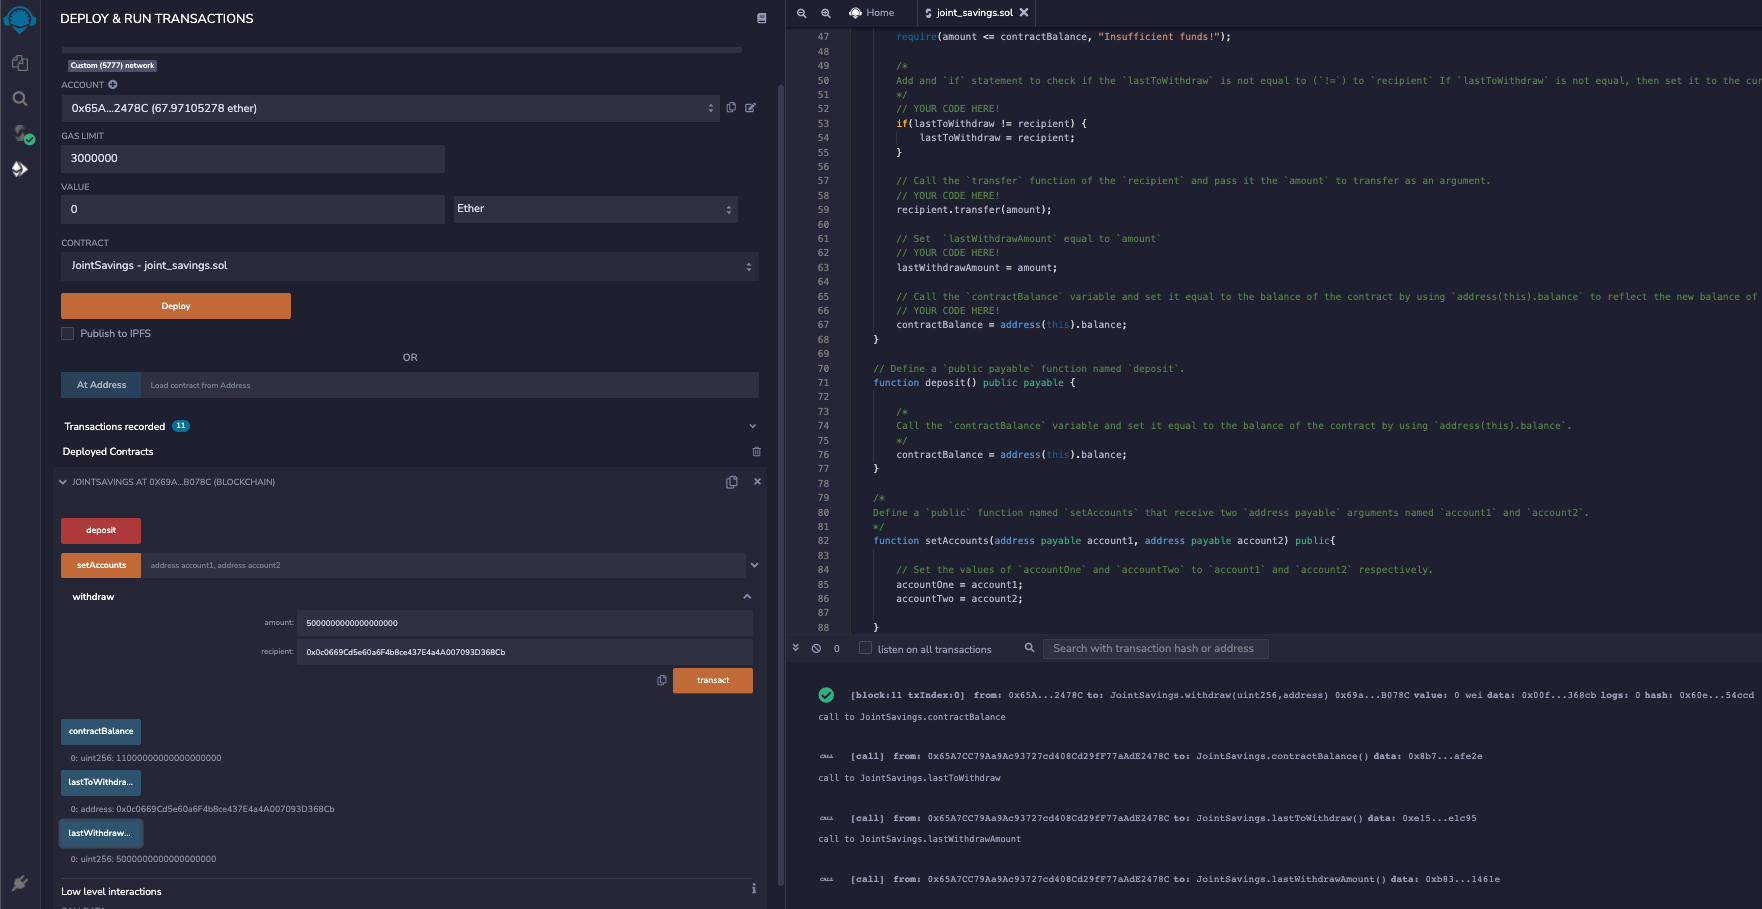 DEPLOY & RUN TRANSACTIONS
Custom (5777) network
ACCOUNT
0x65A...2478C (67.97105278 ether)
GAS LIMIT
3000000
VALUE
0
Ether
CONTRACT
JointSavings - joint_savings.sol
Deploy
Publish to IPFS
OR
At Address
Load contract from Address
Transactions recorded 11
Deployed Contracts
JOINTSAVINGS AT 0X69A...B078C (BLOCKCHAIN)
deposit
setAccounts
address account1, address account2
withdraw
amount: 5000000000000000000
recipient: 0x0c0669Cd5e60a6F4b8ce437E4a4A007093D368Cb
transact
contractBalance
0: uint256: 11000000000000000000
lastToWithdra...
0: address: 0x0c0669Cd5e60a6F4b8ce437E4a4A007093D368Cb
lastWithdraw...
0: uint256: 5000000000000000000
Low level interactions
i
Home
joint_savings.sol
47 require(amount <= contractBalance, "Insufficient funds!");
48
49 /*
50 Add and `if` statement to check if the `lastToWithdraw` is not equal to (`!=`) to `recipient` If `lastToWithdraw` is not equal, then set it to the cur
51 */
52 // YOUR CODE HERE!
53 if(lastToWithdraw != recipient) {
54 lastToWithdraw = recipient;
55 }
56
57 // Call the `transfer` function of the `recipient` and pass it the `amount` to transfer as an argument.
58 // YOUR CODE HERE!
59 recipient.transfer(amount);
60
61 // Set  `lastWithdrawAmount` equal to `amount`
62 // YOUR CODE HERE!
63 lastWithdrawAmount = amount;
64
65 // Call the `contractBalance` variable and set it equal to the balance of the contract by using `address(this).balance` to reflect the new balance of
66 // YOUR CODE HERE!
67 contractBalance = address(this).balance;
68 }
69
70 // Define a `public payable` function named `deposit`.
71 function deposit() public payable {
72
73 /*
74 Call the `contractBalance` variable and set it equal to the balance of the contract by using `address(this).balance`.
75 */
76 contractBalance = address(this).balance;
77 }
78
79 /*
80 Define a `public` function named `setAccounts` that receive two `address payable` arguments named `account1` and `account2`.
81 */
82 function setAccounts(address payable account1, address payable account2) public{
83
84 // Set the values of `accountOne` and `accountTwo` to `account1` and `account2` respectively.
85 accountOne = account1;
86 accountTwo = account2;
87
88 }
0
listen on all transactions
Search with transaction hash or address
[block:11 txIndex:0] from: 0x65A...2478C to: JointSavings.withdraw(uint256,address) 0x69a...B078C value: 0 wei data: 0x00f...368cb logs: 0 hash: 0x60e...54ccd
call to JointSavings.contractBalance
CALL [call] from: 0x65A7CC79Aa9Ac93727cd408Cd29fF77aAdE2478C to: JointSavings.contractBalance() data: 0x8b7...afe2e
call to JointSavings.lastToWithdraw
CALL [call] from: 0x65A7CC79Aa9Ac93727cd408Cd29fF77aAdE2478C to: JointSavings.lastToWithdraw() data: 0xe15...e1c95
call to JointSavings.lastWithdrawAmount
CALL [call] from: 0x65A7CC79Aa9Ac93727cd408Cd29fF77aAdE2478C to: JointSavings.lastWithdrawAmount() data: 0xb83...1461e